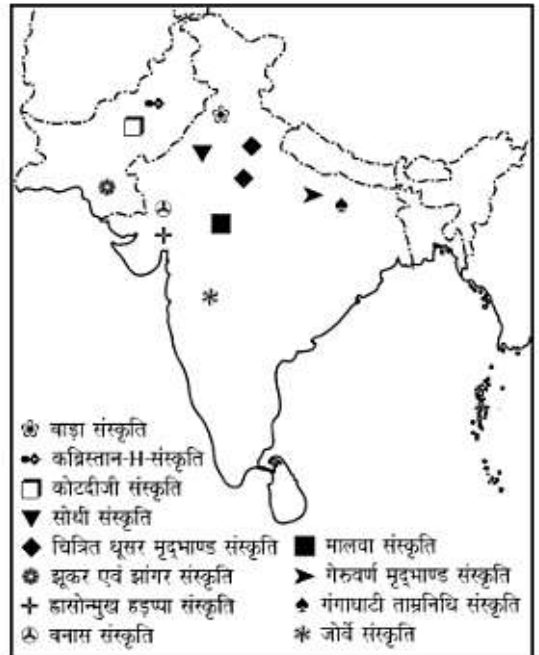 बाड़ा संस्कृति
कब्रिस्तान-H-संस्कृति
कोटदीजी संस्कृति
सोथी संस्कृति
चित्रित धूसर मृद्भाण्ड संस्कृति
झूकर एवं झांगर संस्कृति
ह्रासोन्मुख हड़प्पा संस्कृति
बनास संस्कृति
मालवा संस्कृति
गेरुवर्ण मृद्भाण्ड संस्कृति
गंगाघाटी ताम्रनिधि संस्कृति
जोर्वे संस्कृति